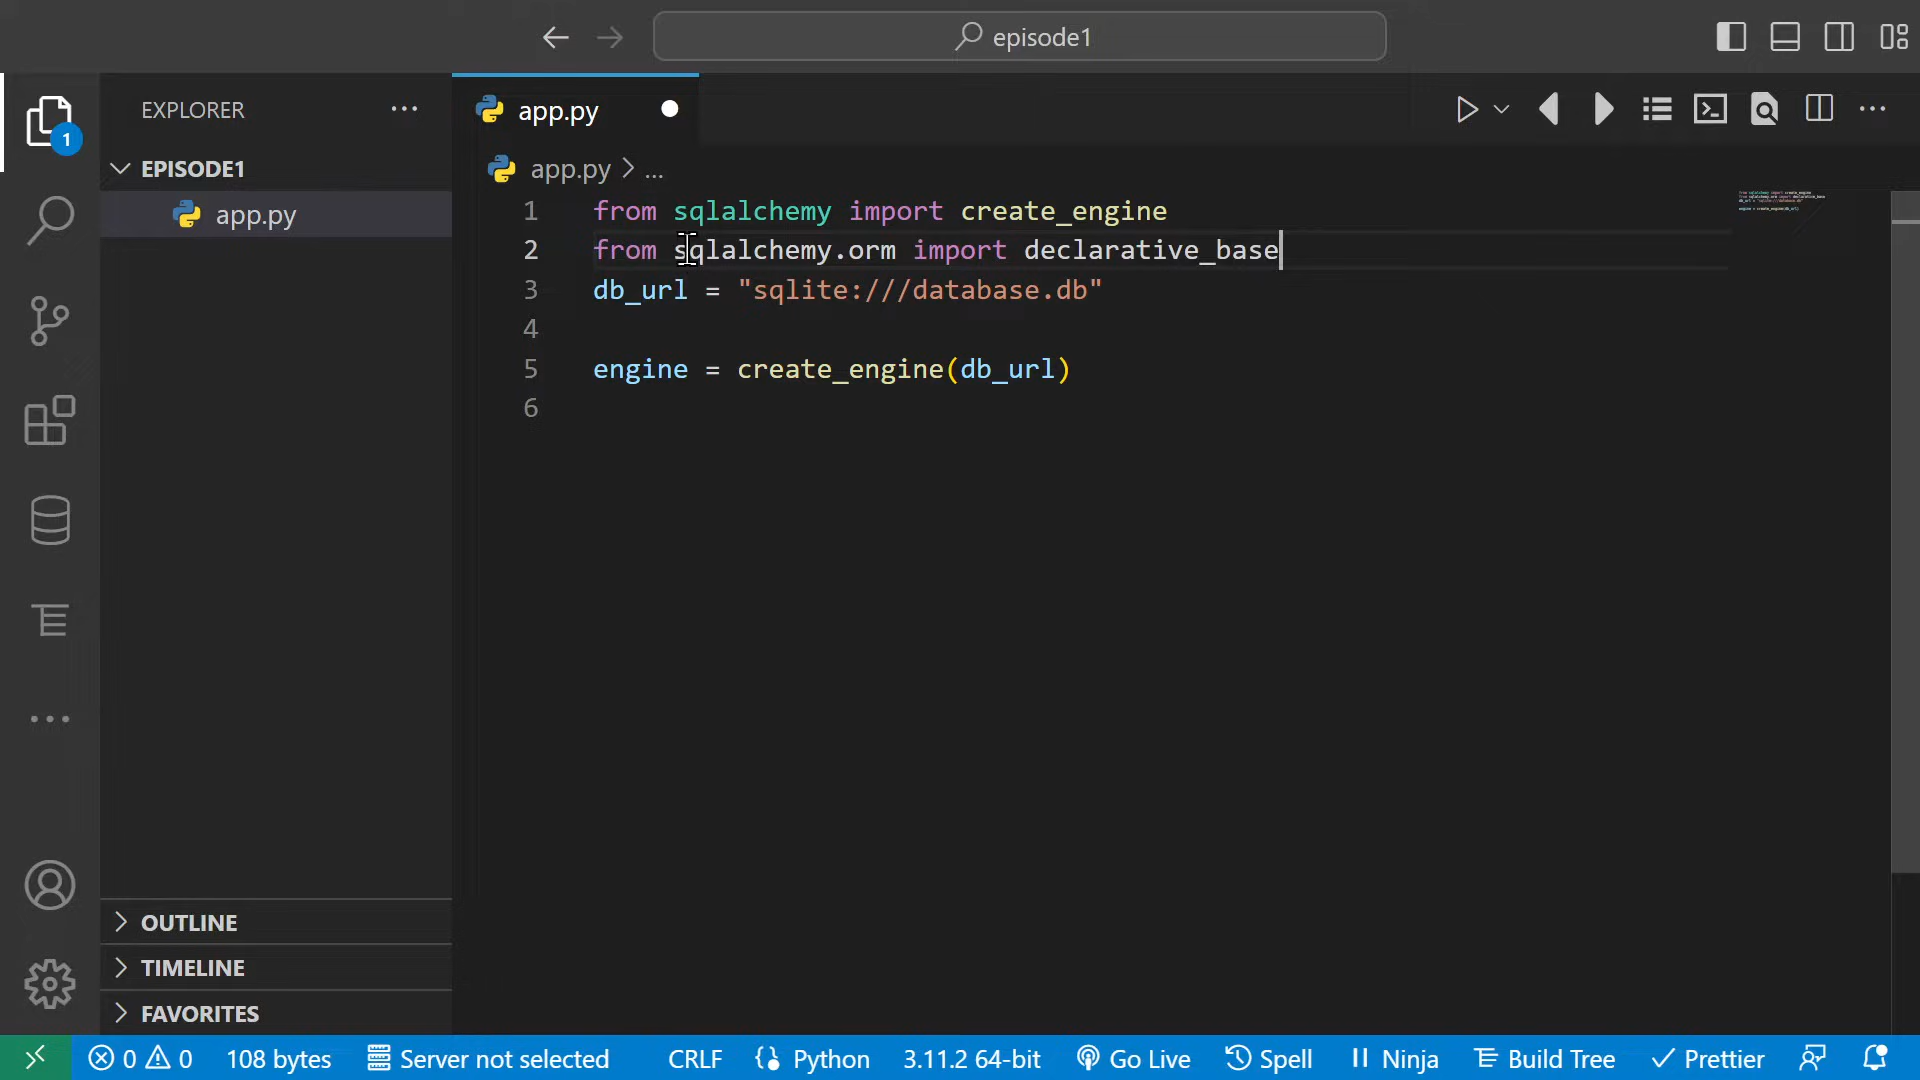 episode1
EXPLORER
EPISODE1
app.py
app.py
app.py > ...
1 from sqlalchemy import create_engine
2 from sqlalchemy.orm import declarative_base
3 db_url = "sqlite:///database.db"
4
5 engine = create_engine(db_url)
6
1
OUTLINE
TIMELINE
FAVORITES
0 0 108 bytes Server not selected CRLF {} Python 3.11.2 64-bit Go Live Spell Ninja Build Tree Prettier